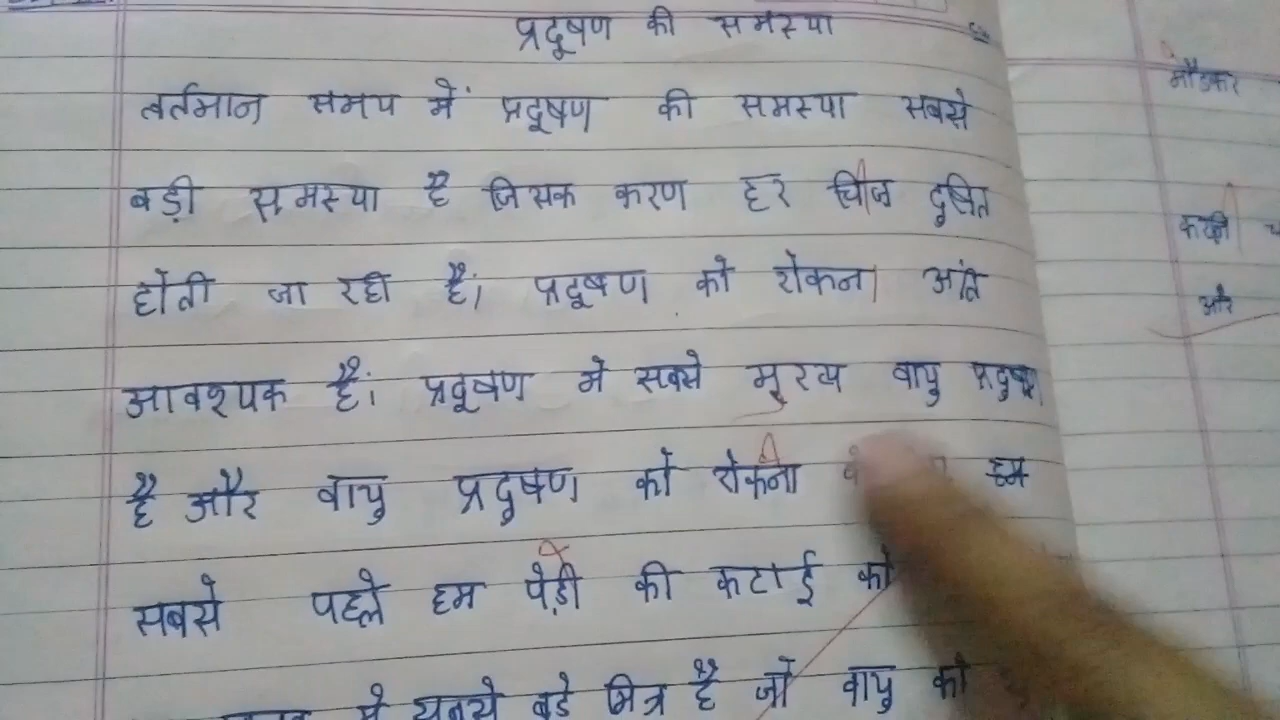 प्रदूषण की समस्या
वर्तमान समय में प्रदूषण की समस्या सबसे
बड़ी समस्या है जिसक करण हर चिज दूषित
होती जा रही है। प्रदूषण को रोकना अति
आवश्यक है। प्रदूषण में सबसे मुख्य वायु प्रदूषण
है और वायु प्रदूषण को रोकना हम
सबसे पहले हम पेड़ी की कटाई को
बड़े मित्र है जो वायु को
और